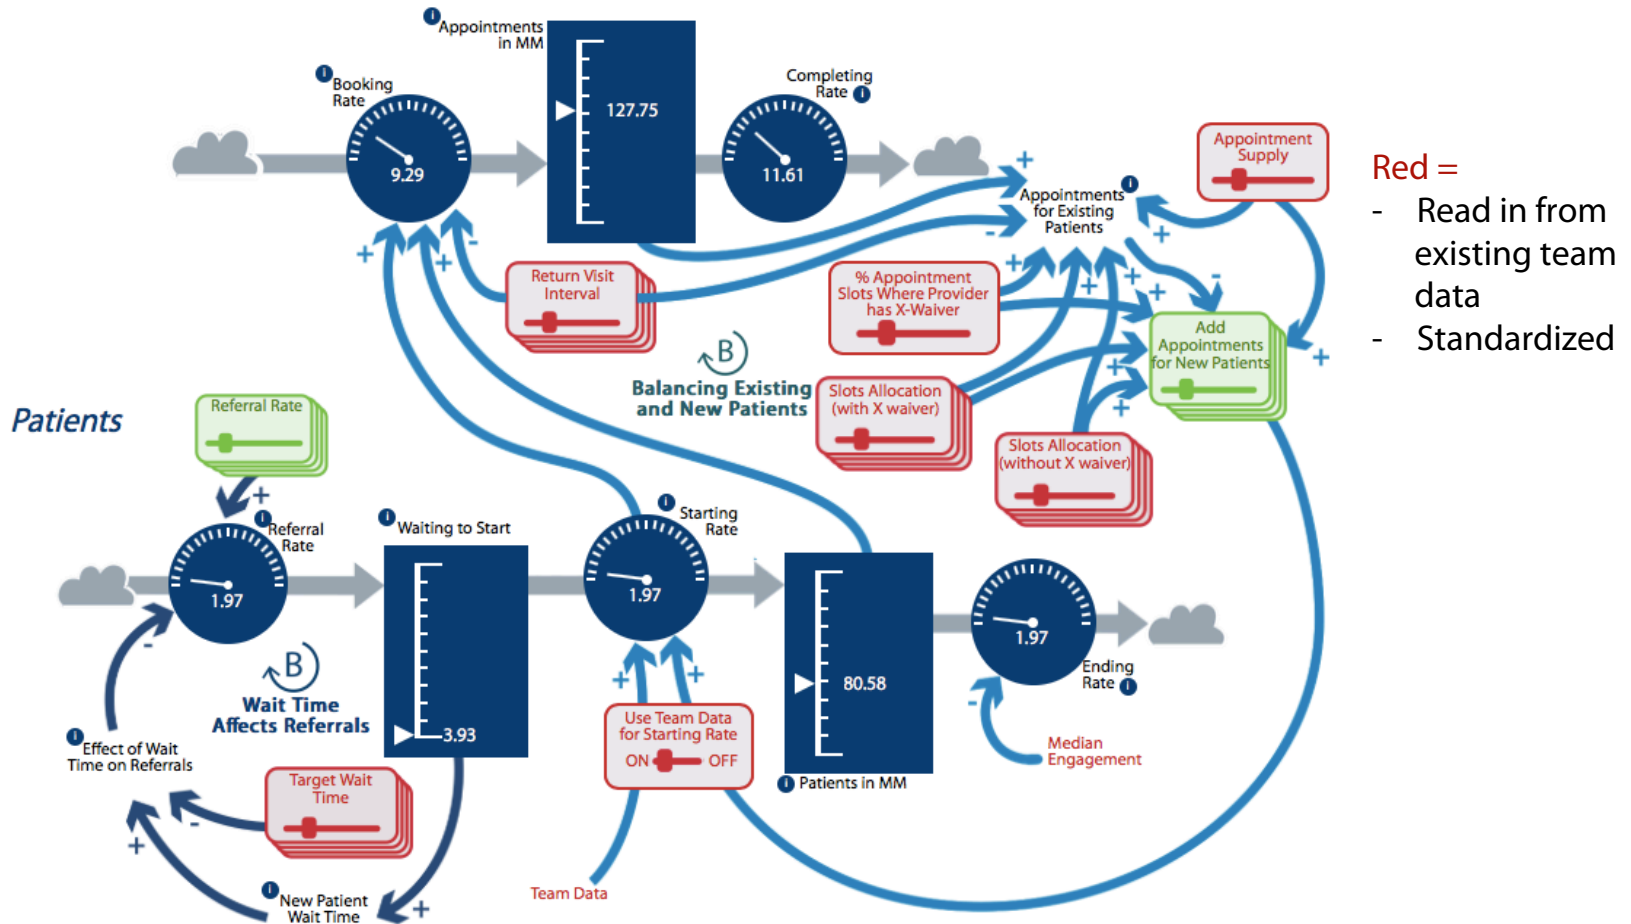 i Appointments
in MM
i Booking
Rate
9.29
127.75
Completing
Rate i
11.61
+
Appointments i
for Existing
Patients
-
Appointment
Supply
+
+
Red =
- Read in from
existing team
data
- Standardized
+
+
-
Return Visit
Interval
% Appointment
Slots Where Provider
has X-Waiver
+
+
+
+
-
Add
Appointments
for New Patients
+
+
B
Balancing Existing
and New Patients
Slots Allocation
(with X waiver)
Slots Allocation
(without X waiver)
Patients
Referral Rate
+
i Referral
Rate
1.97
i Waiting to Start
3.93
i Starting
Rate
1.97
80.58
i Patients in MM
1.97
Ending
Rate i
-
Median
Engagement
-
B
Wait Time
Affects Referrals
+
+
Use Team Data
for Starting Rate
ON OFF
i Effect of Wait
Time on Referrals
Target Wait
Time
-
+
i New Patient
Wait Time
+
Team Data